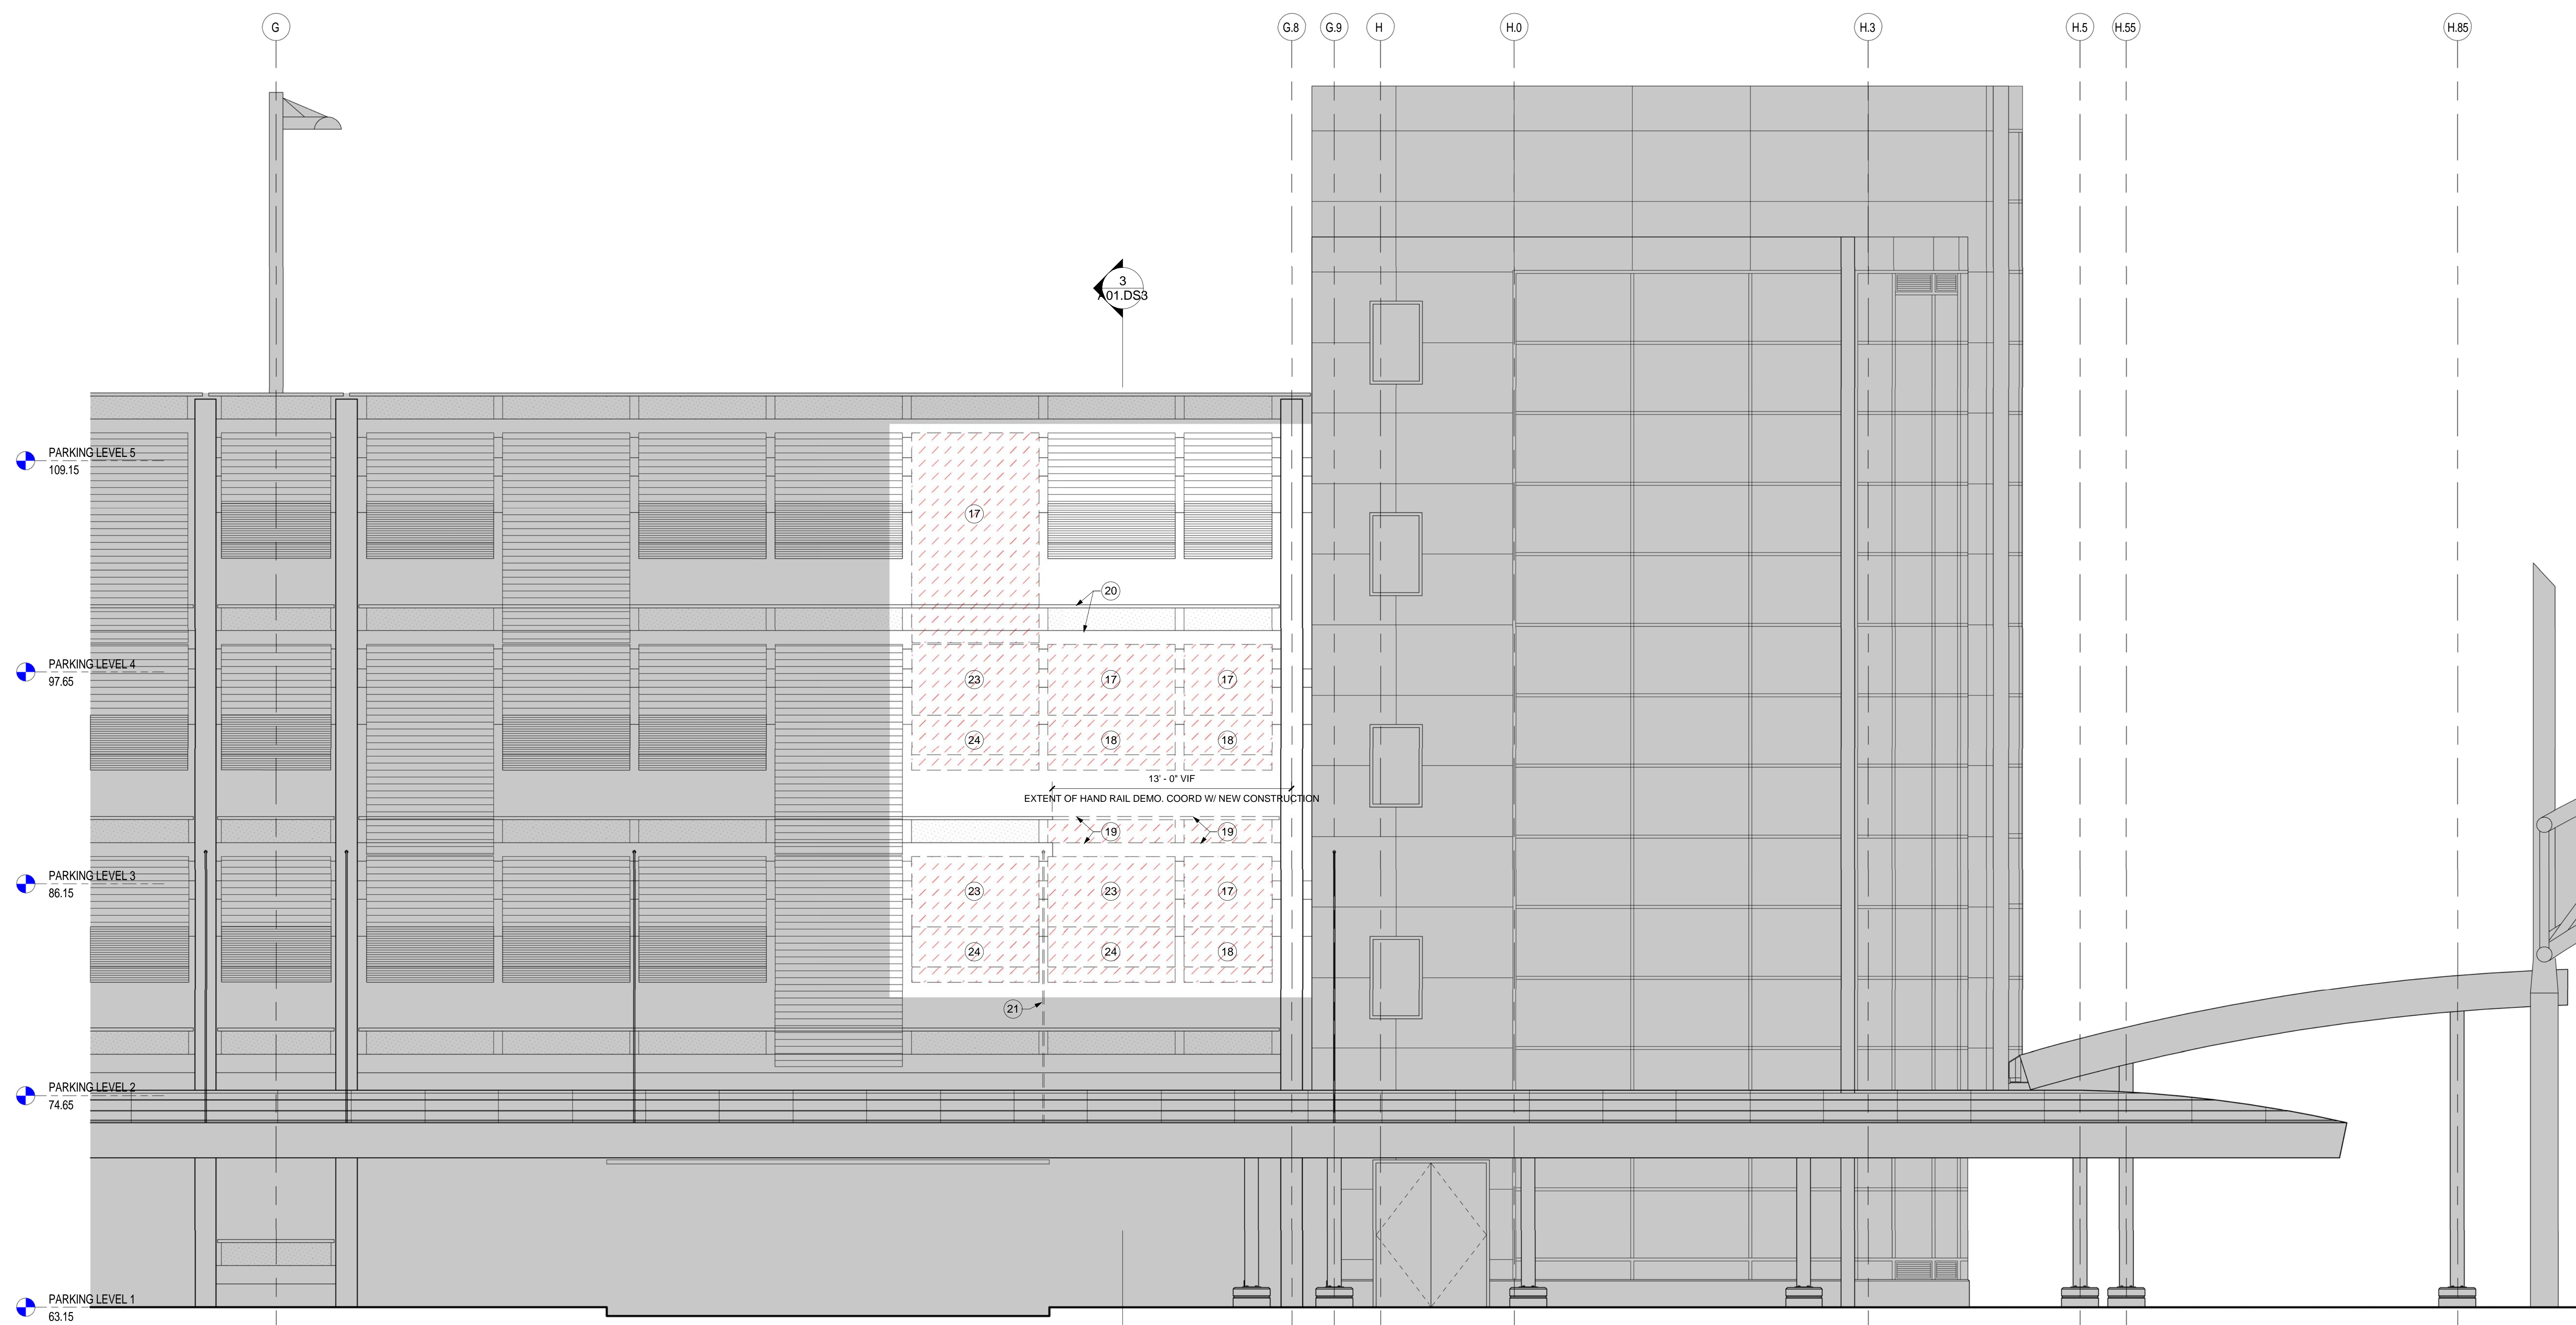 G
G.8
G.9
H
H.0
H.3
H.5
H.55
H.85
3
A01.DS3
PARKING LEVEL 5
109.15
17
20
PARKING LEVEL 4
97.65
23
17
17
24
18
18
13' - 0" VIF
EXTENT OF HAND RAIL DEMO. COORD W/ NEW CONSTRUCTION
19
19
PARKING LEVEL 3
86.15
23
23
17
24
24
18
21
PARKING LEVEL 2
74.65
PARKING LEVEL 1
63.15